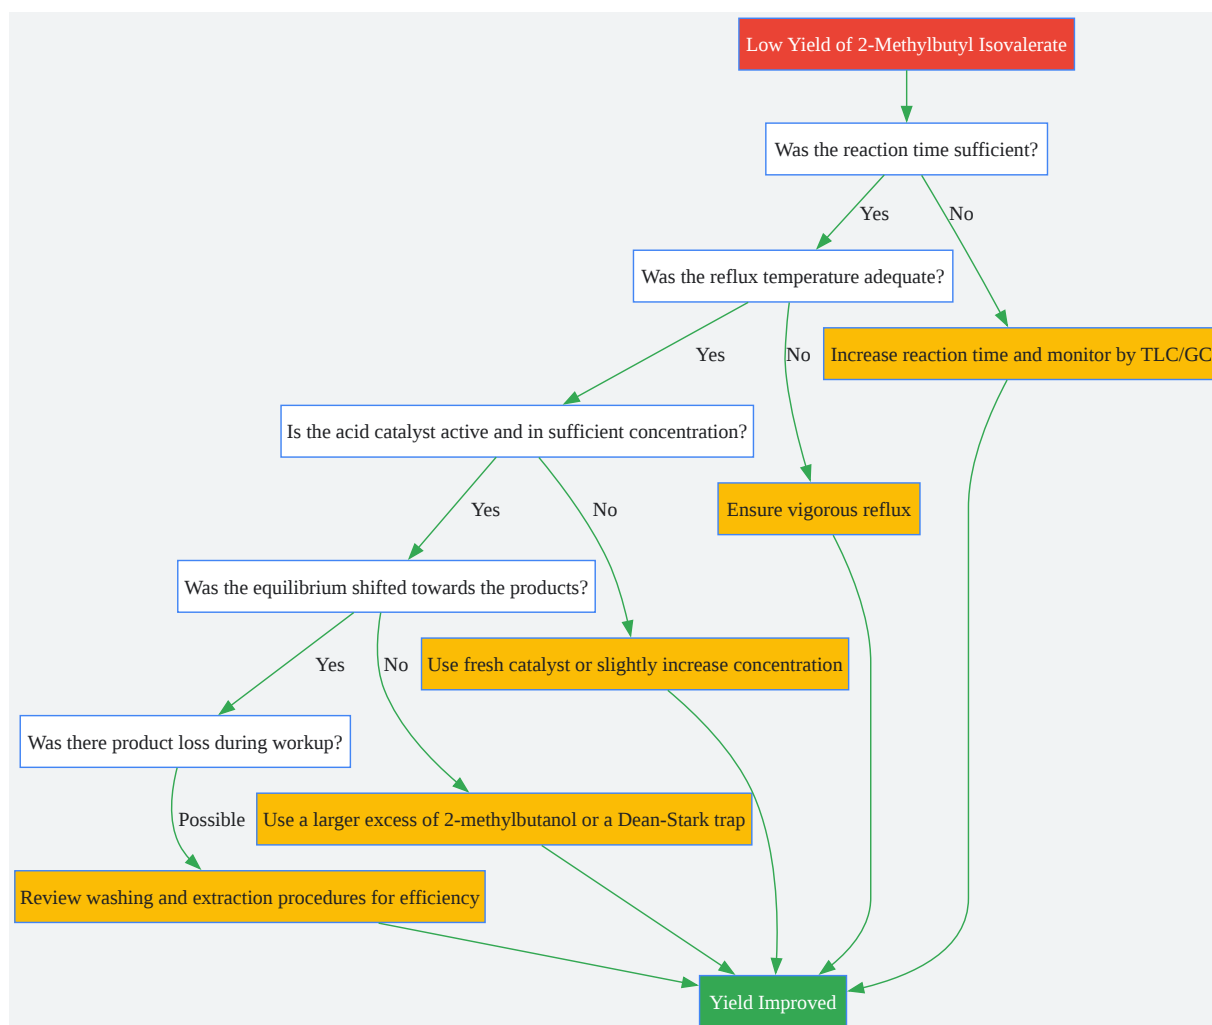 Low Yield of 2-Methylbutyl Isovalerate
Was the reaction time sufficient?
Yes
No
Was the reflux temperature adequate?
Yes
No
Increase reaction time and monitor by TLC/GC
Is the acid catalyst active and in sufficient concentration?
Yes
No
Ensure vigorous reflux
Was the equilibrium shifted towards the products?
Yes
No
Use fresh catalyst or slightly increase concentration
Was there product loss during workup?
Possible
Use a larger excess of 2-methylbutanol or a Dean-Stark trap
Review washing and extraction procedures for efficiency
Yield Improved